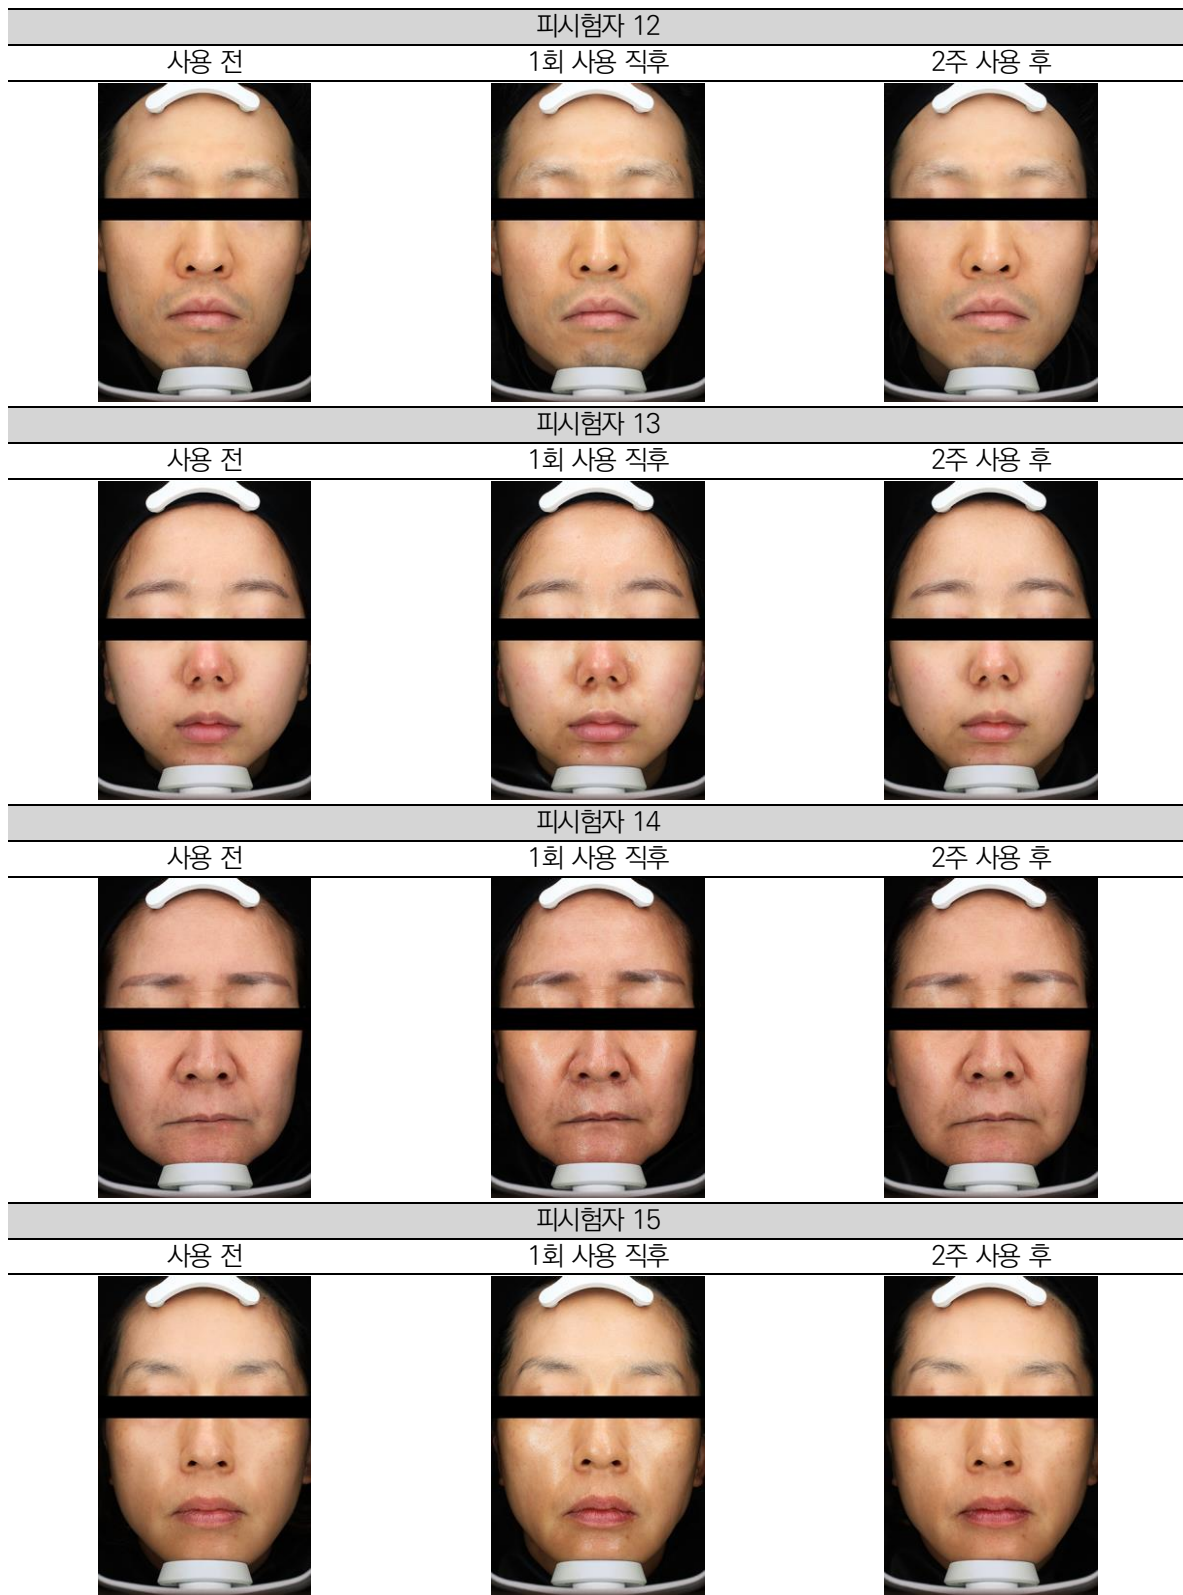 피시험자 12
사용 전 1회 사용 직후 2주 사용 후
피시험자 13
사용 전 1회 사용 직후 2주 사용 후
피시험자 14
사용 전 1회 사용 직후 2주 사용 후
피시험자 15
사용 전 1회 사용 직후 2주 사용 후